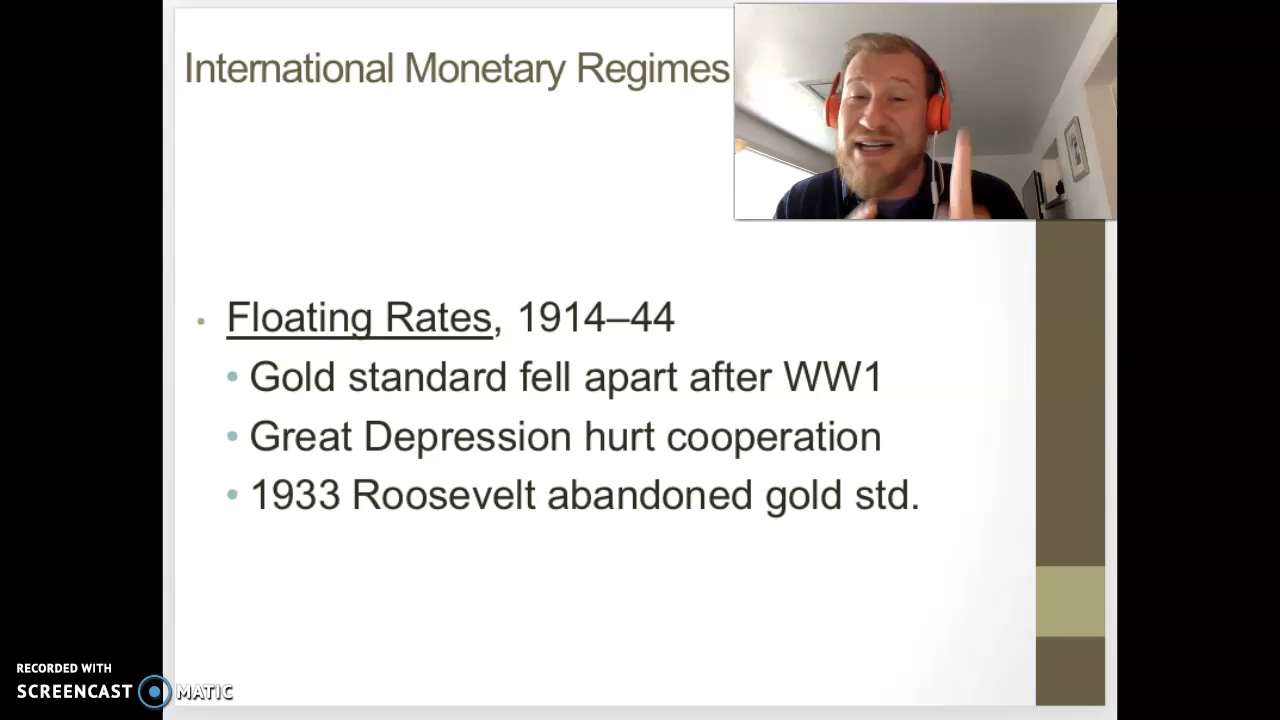 International Monetary Regimes
• Floating Rates, 1914–44
• Gold standard fell apart after WW1
• Great Depression hurt cooperation
• 1933 Roosevelt abandoned gold std.
RECORDED WITH
SCREENCAST MATIC